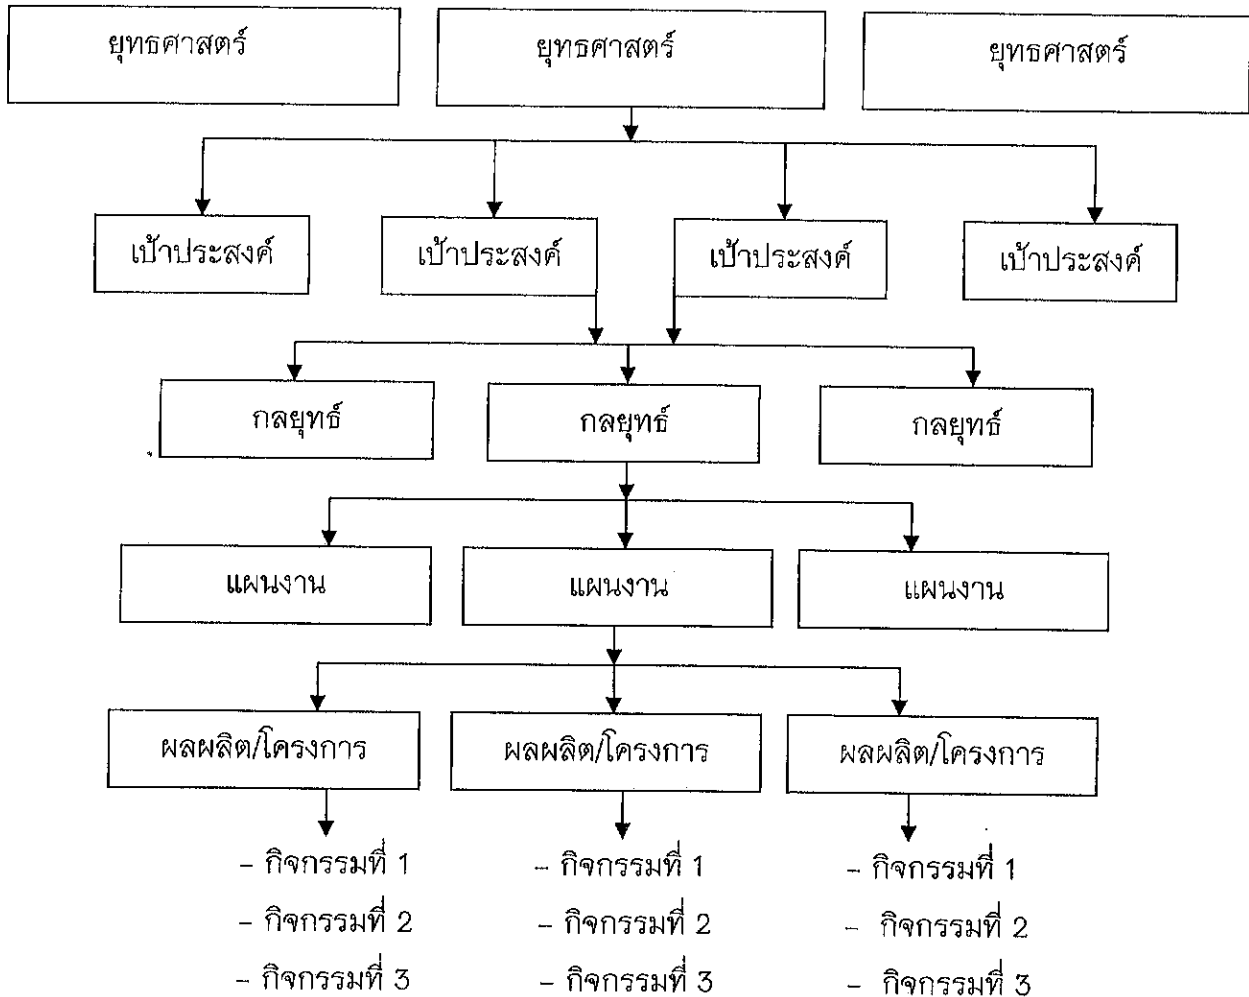 ยุทธศาสตร์ ยุทธศาสตร์ ยุทธศาสตร์
เป้าประสงค์ เป้าประสงค์ เป้าประสงค์ เป้าประสงค์
กลยุทธ์ กลยุทธ์ กลยุทธ์
แผนงาน แผนงาน แผนงาน
ผลผลิต/โครงการ ผลผลิต/โครงการ ผลผลิต/โครงการ
– กิจกรรมที่ 1 – กิจกรรมที่ 1 – กิจกรรมที่ 1
– กิจกรรมที่ 2 – กิจกรรมที่ 2 – กิจกรรมที่ 2
– กิจกรรมที่ 3 – กิจกรรมที่ 3 – กิจกรรมที่ 3